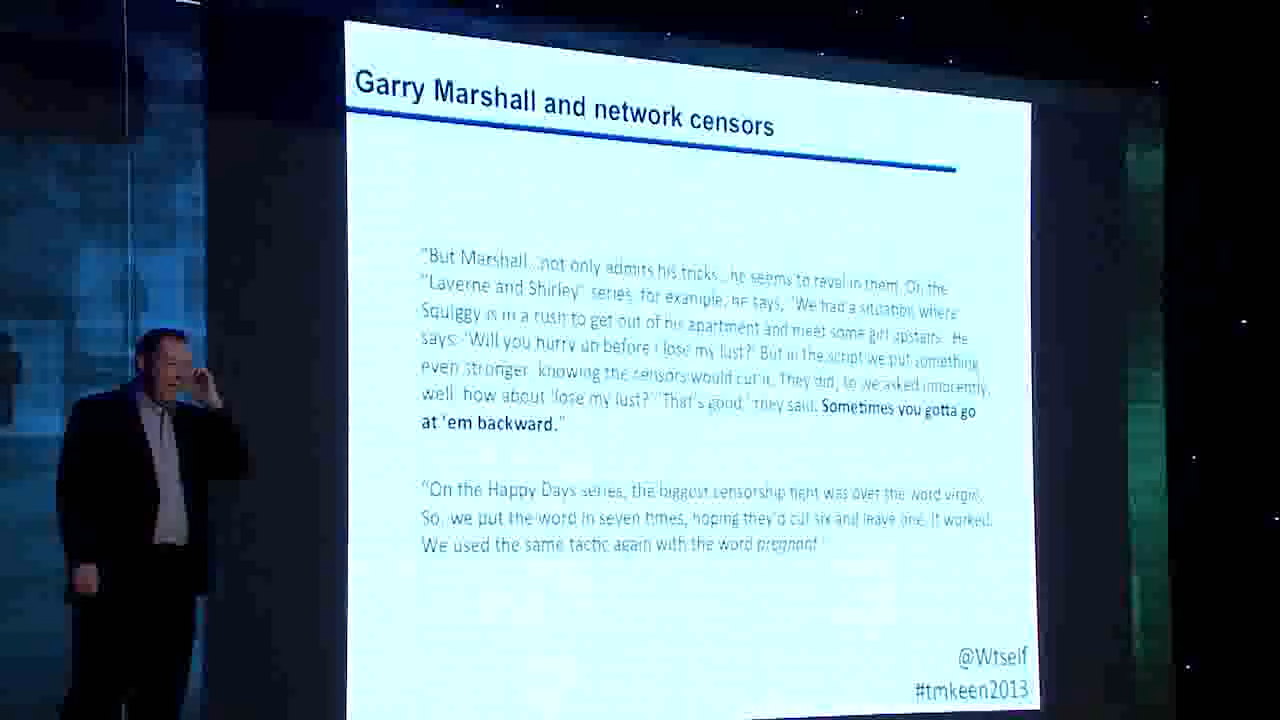 Garry Marshall and network censors
"But Marshall...not only admits his tricks...he seems to revel in them. On the
"Laverne and Shirley" series, for example, he says, 'We had a situation where
Squiggy is in a rush to get out of his apartment and meet some girl upstairs. He
says: 'Will you hurry up before I lose my lust?' But in the script we put something
even stronger, knowing the censors would cut it. They did, so we asked innocently,
well, how about 'lose my lust?' 'That's good,' they said. Sometimes you gotta go
at 'em backward."
"On the Happy Days series, the biggest censorship fight was over the word virgin.
So, we put the word in seven times, hoping they'd cut six and leave one. It worked.
We used the same tactic again with the word pregnant."
@Wtself
#tmkeen2013